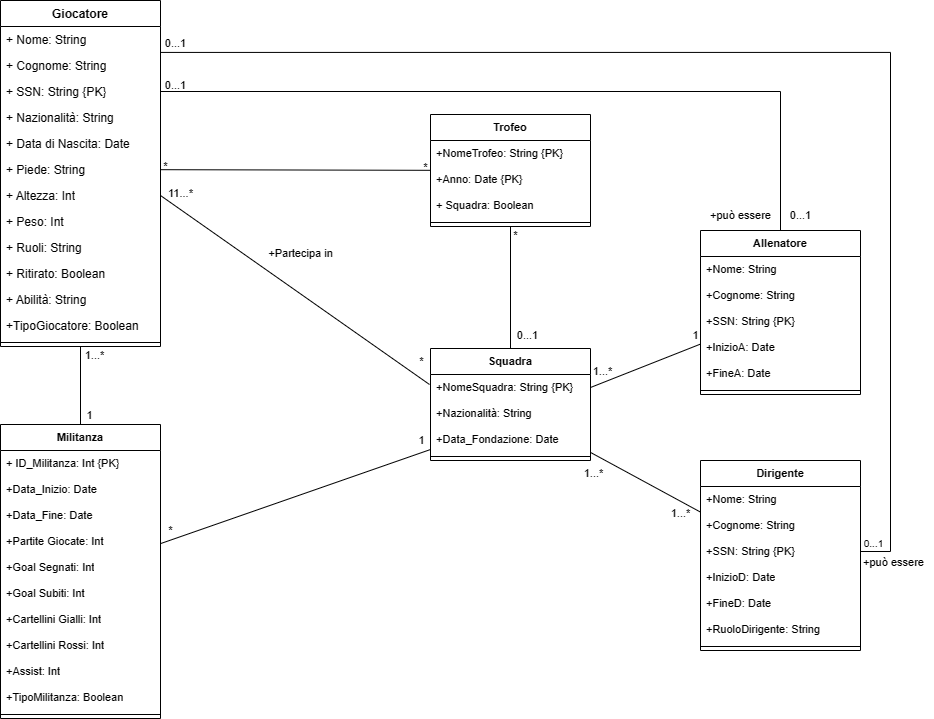 Giocatore
+ Nome: String
+ Cognome: String
+ SSN: String {PK}
+ Nazionalità: String
+ Data di Nascita: Date
+ Piede: String
+ Altezza: Int
+ Peso: Int
+ Ruoli: String
+ Ritirato: Boolean
+ Abilità: String
+TipoGiocatore: Boolean
0...1
0...1
*
*
11...*
+Partecipa in
*
1...*
1
Trofeo
+NomeTrofeo: String {PK}
+Anno: Date {PK}
+ Squadra: Boolean
*
0...1
+può essere
0...1
Allenatore
+Nome: String
+Cognome: String
+SSN: String {PK}
+InizioA: Date
+FineA: Date
1
1...*
Squadra
+NomeSquadra: String {PK}
+Nazionalità: String
+Data_Fondazione: Date
1
*
1...*
1...*
Militanza
+ ID_Militanza: Int {PK}
+Data_Inizio: Date
+Data_Fine: Date
+Partite Giocate: Int
+Goal Segnati: Int
+Goal Subiti: Int
+Cartellini Gialli: Int
+Cartellini Rossi: Int
+Assist: Int
+TipoMilitanza: Boolean
Dirigente
+Nome: String
+Cognome: String
+SSN: String {PK}
+InizioD: Date
+FineD: Date
+RuoloDirigente: String
0...1
+può essere